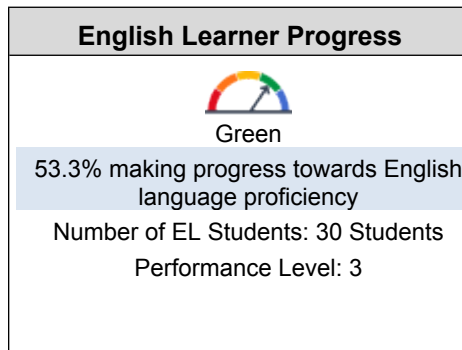 English Learner Progress
Green
53.3% making progress towards English
language proficiency
Number of EL Students: 30 Students
Performance Level: 3